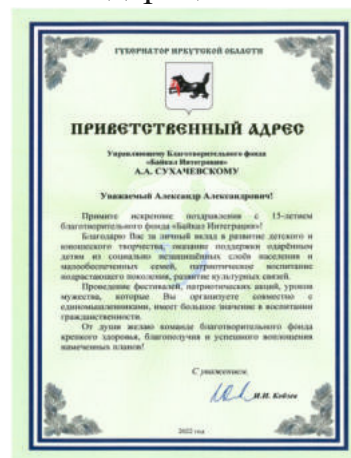 ГУБЕРНАТОР ИРКУТСКОЙ ОБЛАСТИ
ПРИВЕТСТВЕННЫЙ АДРЕС
Управляющему Благотворительного фонда
«Байкал Интеграция»
А.А. СУХАЧЕВСКОМУ
Уважаемый Александр Александрович!
Примите искренние поздравления с 15-летием
благотворительного фонда «Байкал Интеграция»!
Благодарю Вас за личный вклад в развитие детского и
юношеского творчества, оказание поддержки одарённым
детям из социально незащищённых слоёв населения и
малообеспеченных семей, патриотическое воспитание
подрастающего поколения, развитие культурных связей.
Проведение фестивалей, патриотических акций, уроков
мужества, которые Вы организуете совместно с
единомышленниками, имеет большое значение в воспитании
гражданственности.
От души желаю команде благотворительного фонда
крепкого здоровья, благополучия и успешного воплощения
намеченных планов!
С уважением,
И.И. Кобзев
2022 год